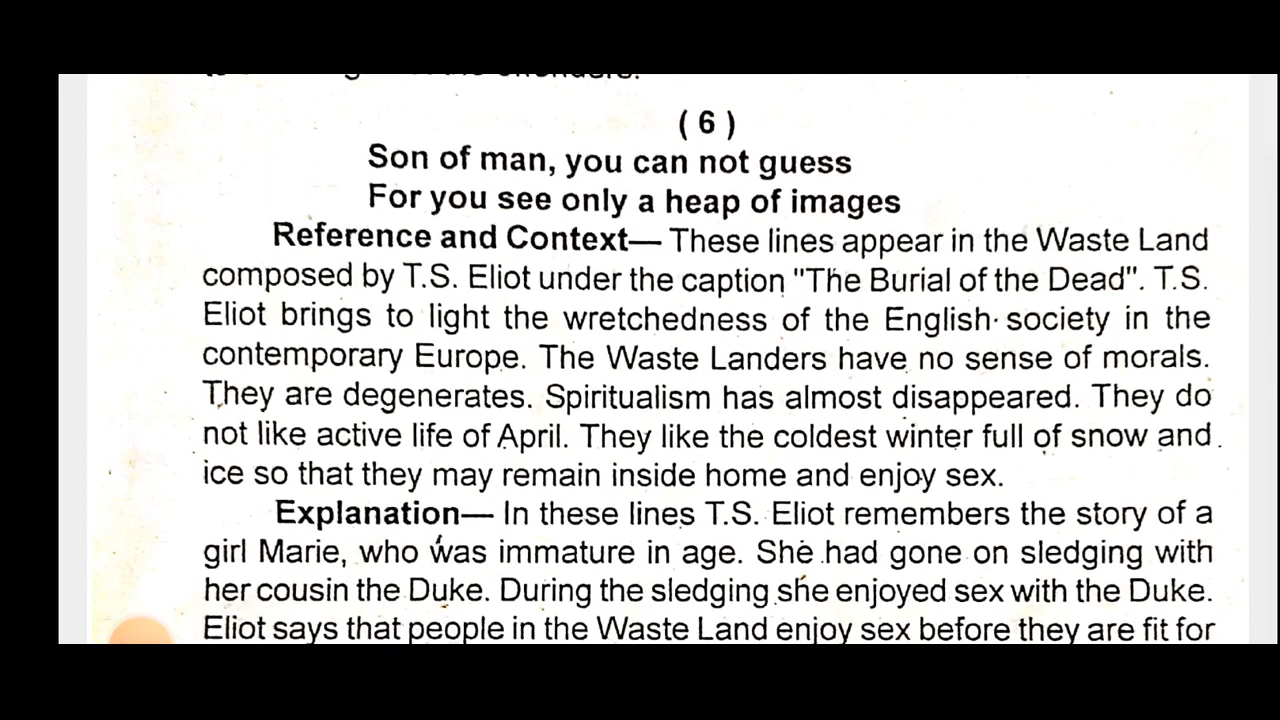 ( 6 )
Son of man, you can not guess
For you see only a heap of images
Reference and Context— These lines appear in the Waste Land
composed by T.S. Eliot under the caption "The Burial of the Dead". T.S.
Eliot brings to light the wretchedness of the English society in the
contemporary Europe. The Waste Landers have no sense of morals.
They are degenerates. Spiritualism has almost disappeared. They do
not like active life of April. They like the coldest winter full of snow and
ice so that they may remain inside home and enjoy sex.
Explanation— In these lines T.S. Eliot remembers the story of a
girl Marie, who was immature in age. She had gone on sledging with
her cousin the Duke. During the sledging she enjoyed sex with the Duke.
Eliot says that people in the Waste Land enjoy sex before they are fit for